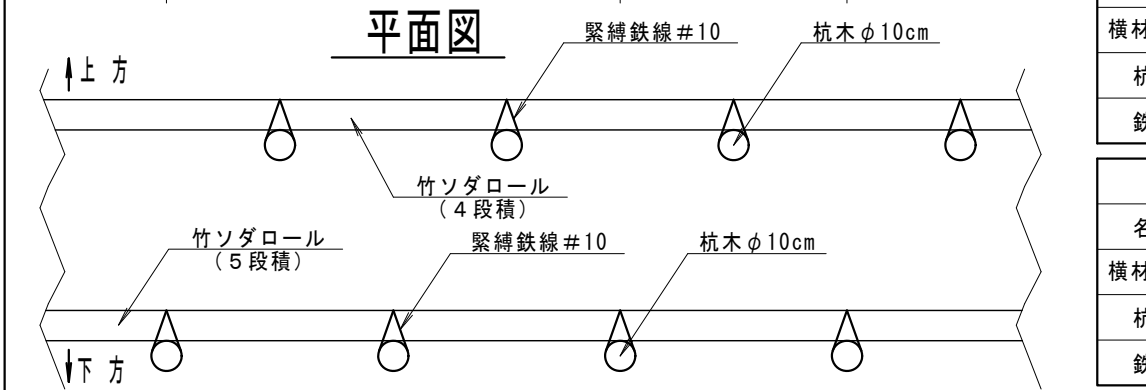 平面図
緊縛鉄線＃10
杭木φ10cm
上方
竹ソダロール
（４段積）
竹ソダロール
（５段積）
緊縛鉄線＃10
杭木φ10cm
下方
横材
杭
鉄
名
横材
杭
鉄